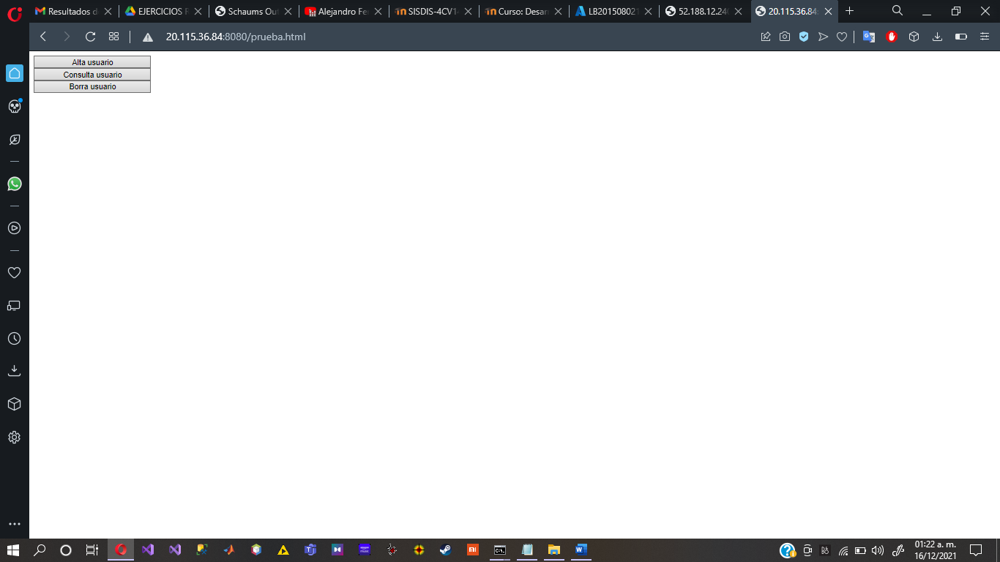 Resultados d
EJERCICIOS R
Schaums Out
Alejandro Fe
SISDIS-4CV1
Curso: Desar
LB201508021
52.188.12.24
20.115.36.84:
20.115.36.84:8080/prueba.html
Alta usuario
Consulta usuario
Borra usuario
01:22 a. m.
16/12/2021